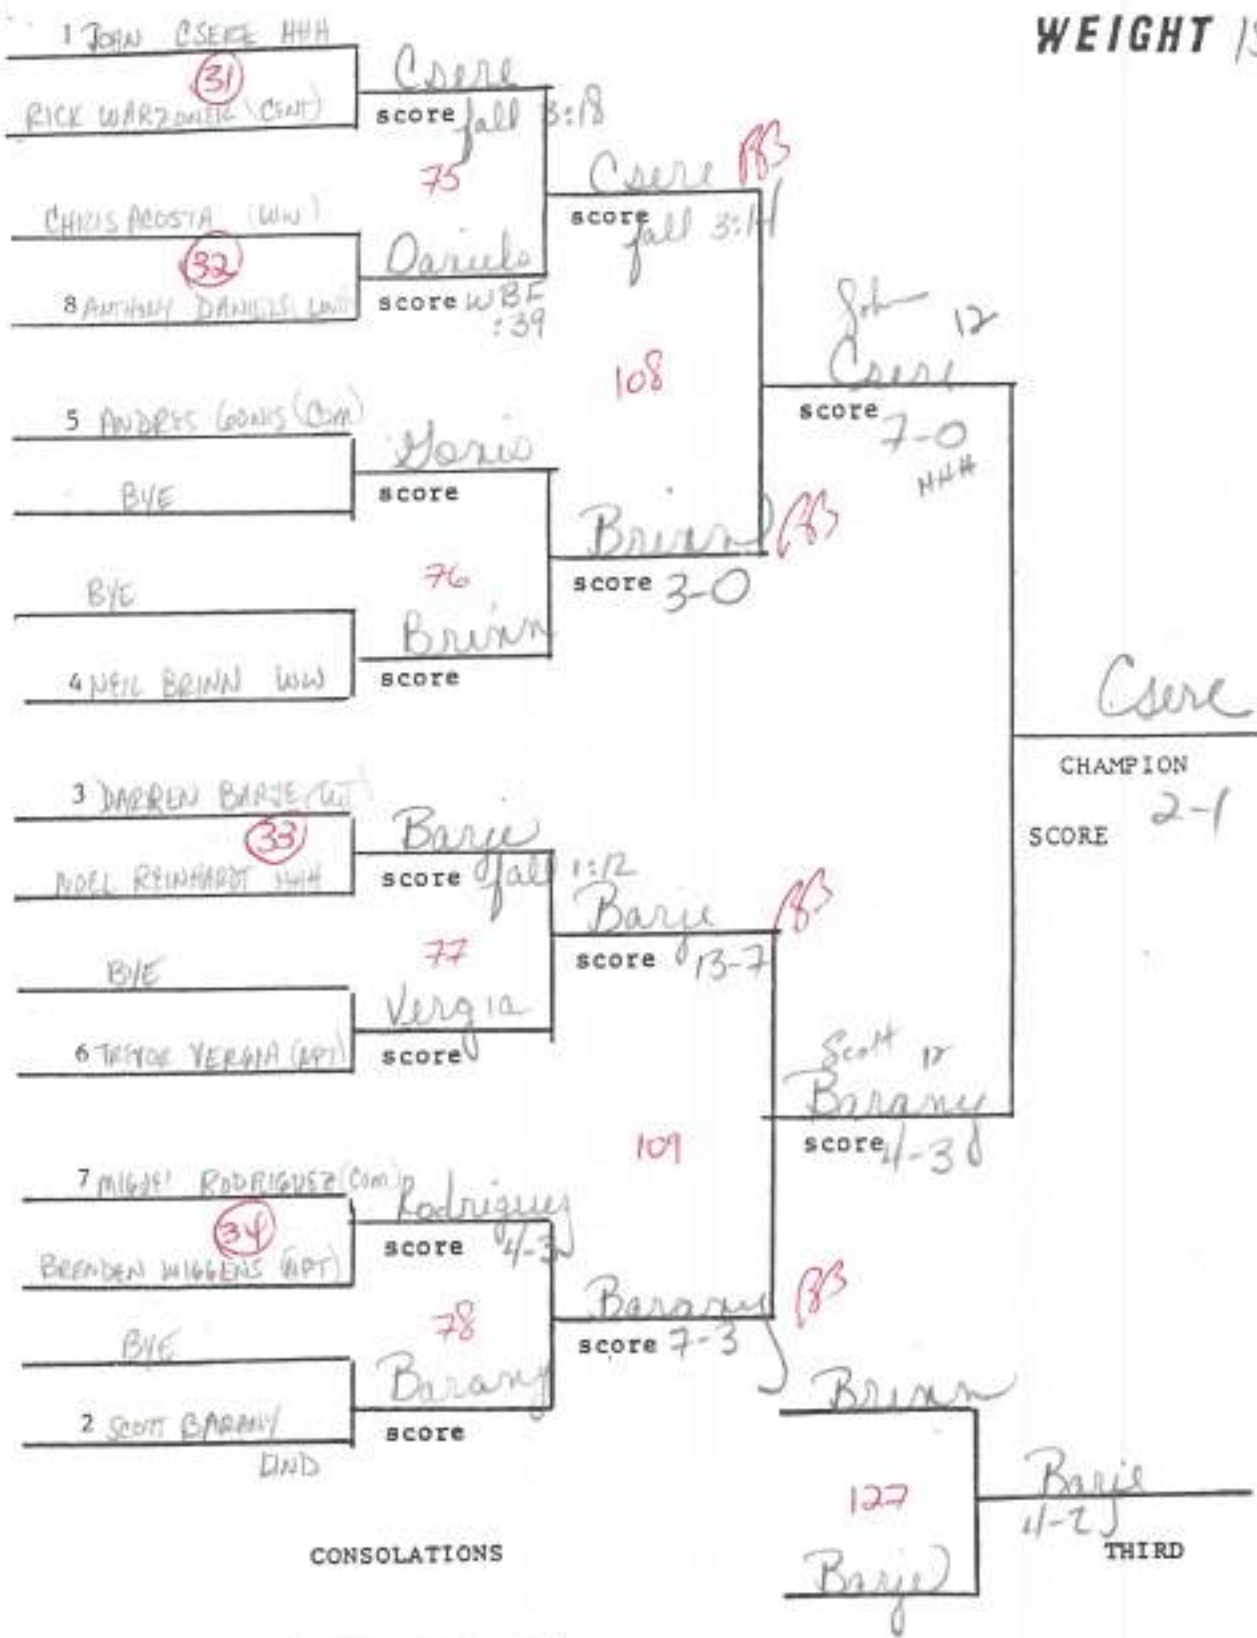 WEIGHT
1 JOHN CSERE HHH
31
RICK WARZONEK (CENT)
Csere
score fall 3:18
75
CHRIS ACOSTA (WW)
32
8 ANTHONY DANIELS
Daniels
score WBF
:39
Csere BB
score fall 3:14
108
5 ANDRES GONIS (COM)
BYE
Gonis
score
76
BYE
4 NEIL BRINN WW
Brinn
score
Brinn BB
score 3-0
John 12
Csere
score 7-0
HHH
3 DARREN BARJE
33
NOEL REINHARDT HHH
Barje
score fall 1:12
77
BYE
6 TREVOR VERGIA (NPT)
Vergia
score
Barje BB
score 13-7
109
7 MIGUEL RODRIGUEZ (COM)
34
BRENDEN WIGGENS (NPT)
Rodriguez
score 4-3
78
BYE
2 SCOTT BARANY
LIND
Barany
score
Barany BB
score 7-3
Scott 12
Barany
score 4-3
Csere
CHAMPION
SCORE 2-1
CONSOLATIONS
Brinn
127
Barje
Barje
4-2
THIRD